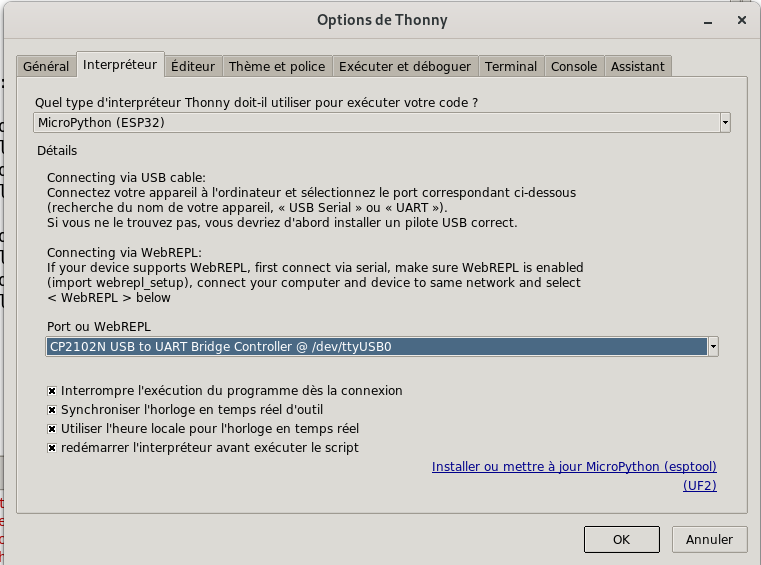 Options de Thonny
Général Interpréteur Éditeur Thème et police Exécuter et déboguer Terminal Console Assistant
Quel type d'interpréteur Thonny doit-il utiliser pour exécuter votre code ?
MicroPython (ESP32)
Détails
Connecting via USB cable:
Connectez votre appareil à l'ordinateur et sélectionnez le port correspondant ci-dessous
(recherche du nom de votre appareil, « USB Serial » ou « UART »).
Si vous ne le trouvez pas, vous devriez d'abord installer un pilote USB correct.
Connecting via WebREPL:
If your device supports WebREPL, first connect via serial, make sure WebREPL is enabled
(import webrepl_setup), connect your computer and device to same network and select
< WebREPL > below
Port ou WebREPL
CP2102N USB to UART Bridge Controller @ /dev/ttyUSB0
Interrompre l'exécution du programme dès la connexion
Synchroniser l'horloge en temps réel d'outil
Utiliser l'heure locale pour l'horloge en temps réel
redémarrer l'interpréteur avant exécuter le script
Installer ou mettre à jour MicroPython (esptool)
(UF2)
OK Annuler